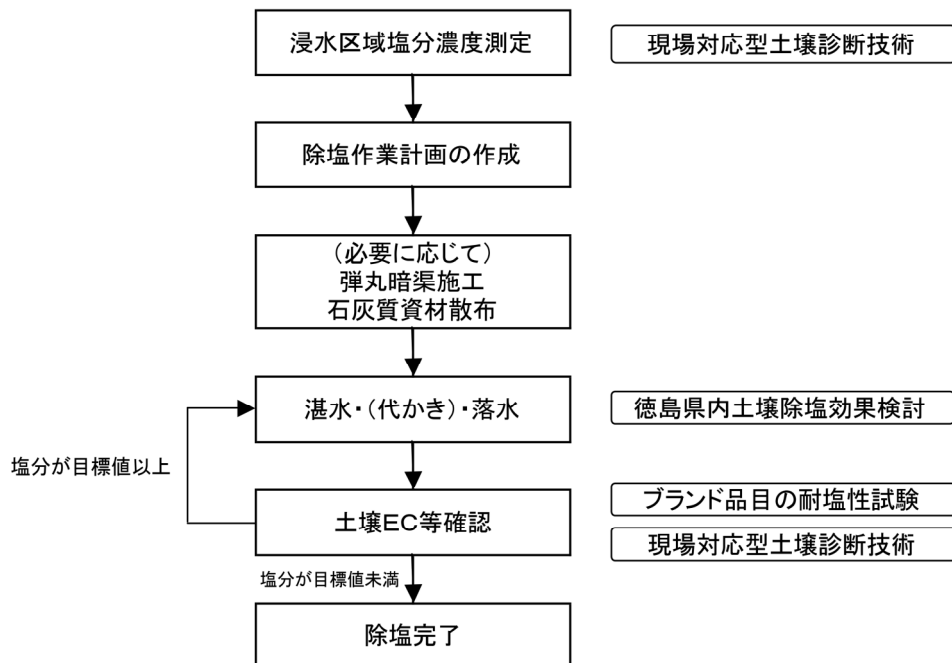 浸水区域塩分濃度測定
現場対応型土壌診断技術
除塩作業計画の作成
(必要に応じて)
弾丸暗渠施工
石灰質資材散布
湛水・(代かき)・落水
徳島県内土壌除塩効果検討
塩分が目標値以上
ブランド品目の耐塩性試験
土壌EC等確認
現場対応型土壌診断技術
塩分が目標値未満
除塩完了